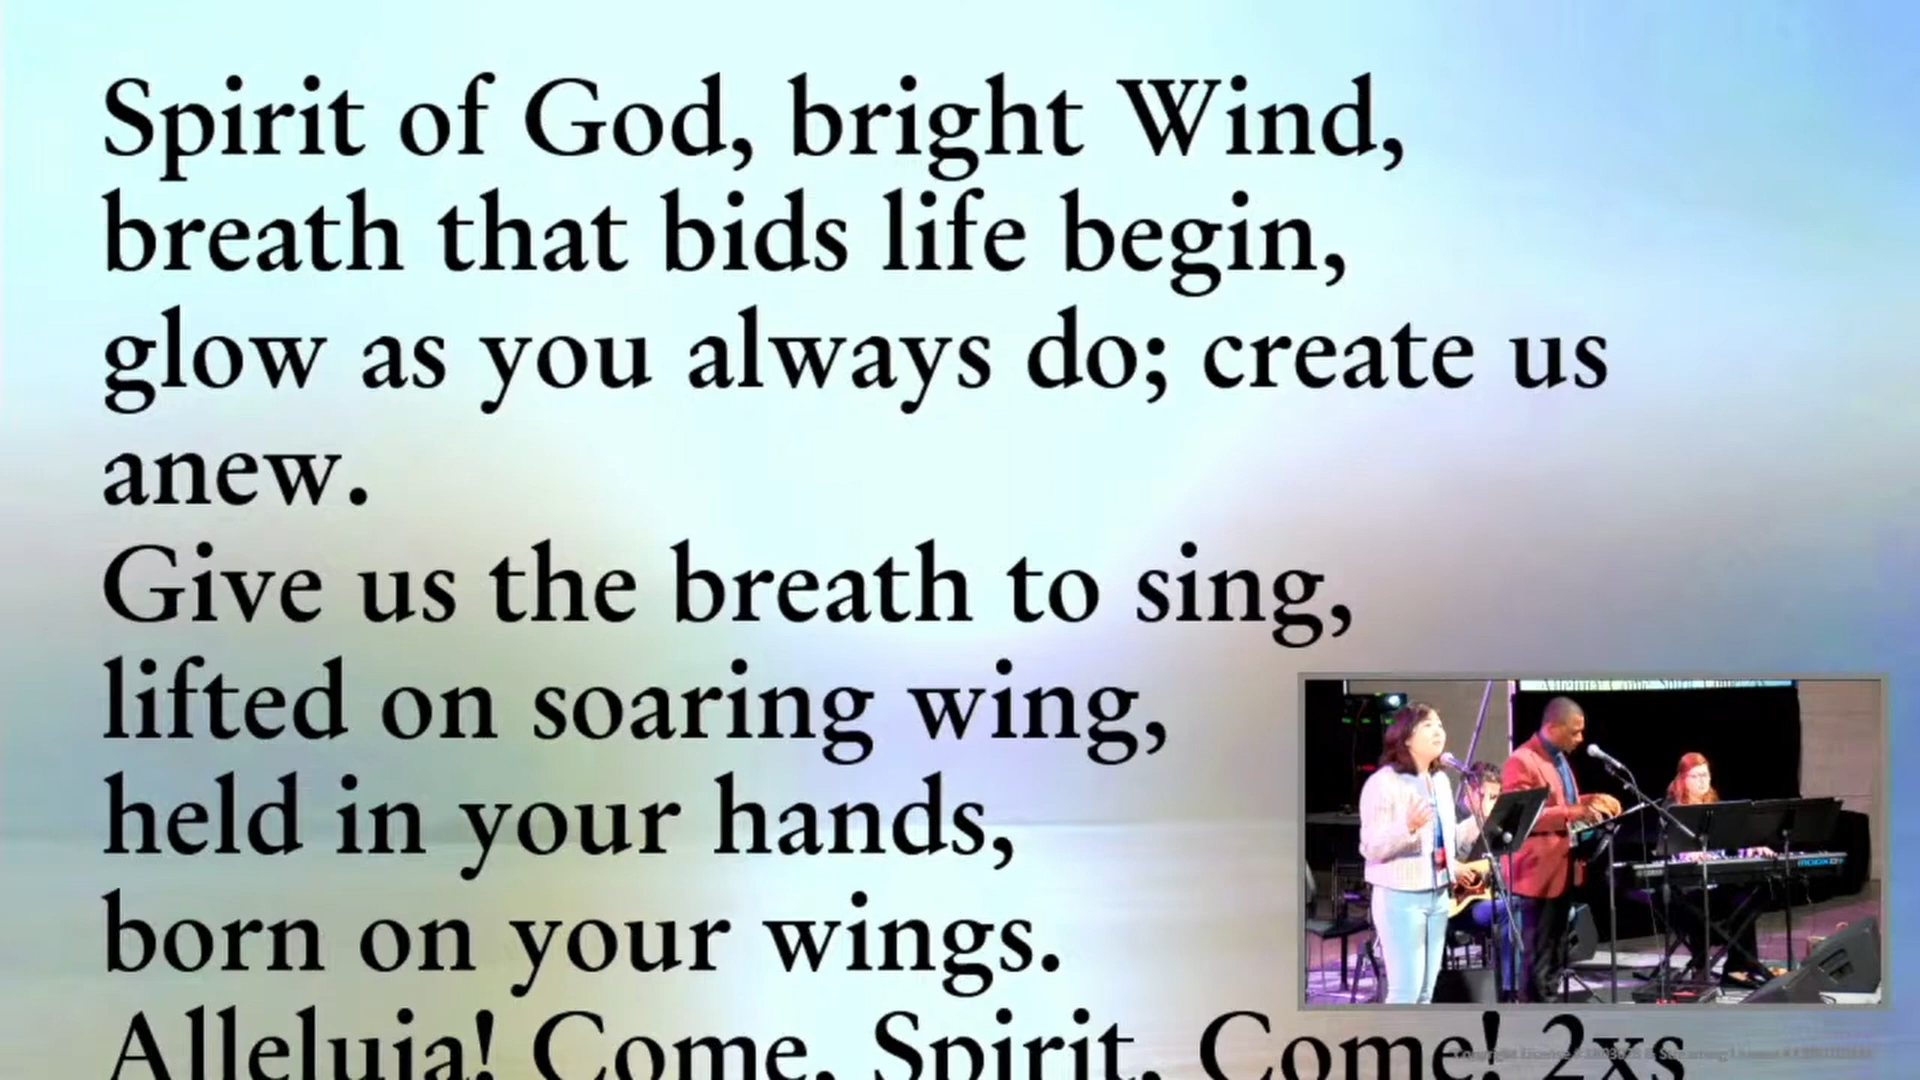 Spirit of God, bright Wind,
breath that bids life begin,
glow as you always do; create us
anew.
Give us the breath to sing,
lifted on soaring wing,
held in your hands,
born on your wings.
Alleluia! Come, Spirit, Come! 2xs